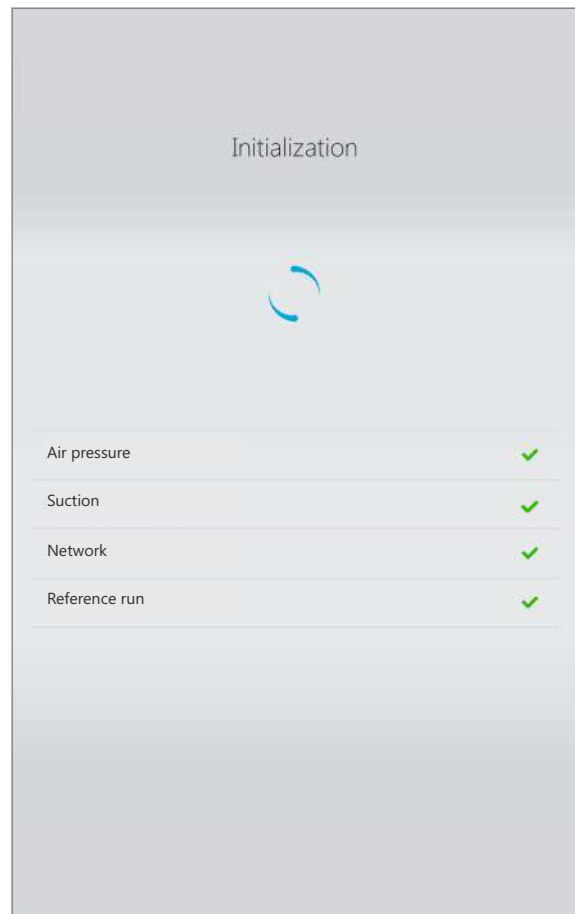 Initialization
Air pressure
Suction
Network
Reference run